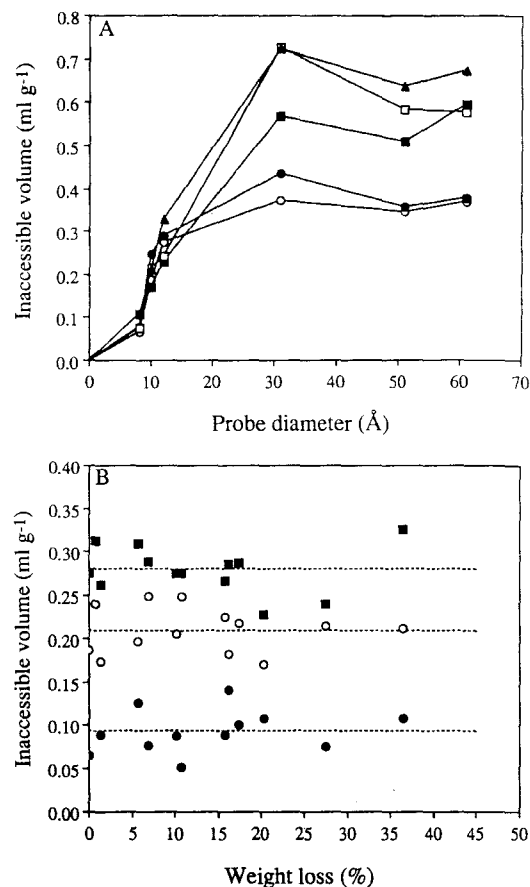 A
0.8
0.7
0.6
0.5
0.4
0.3
0.2
0.1
0.0
Inaccessible volume (ml g-1)
0 10 20 30 40 50 60 70
Probe diameter (Å)
B
0.40
0.35
0.30
0.25
0.20
0.15
0.10
0.05
0.00
Inaccessible volume (ml g-1)
0 5 10 15 20 25 30 35 40 45 50
Weight loss (%)